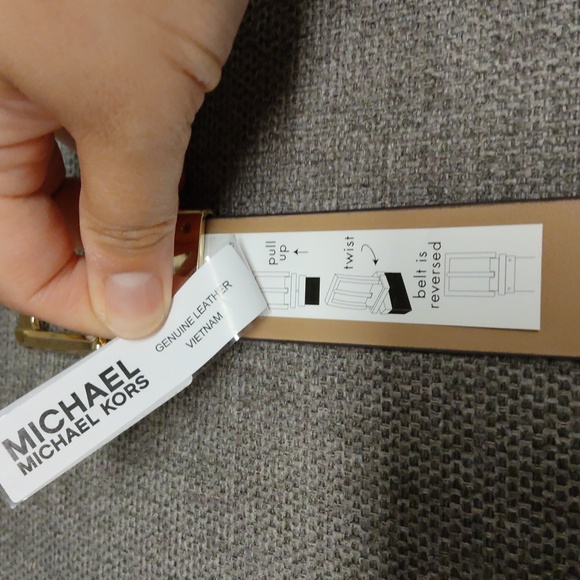 MICHAEL
MICHAEL KORS
GENUINE LEATHER
VIETNAM
pull
up
twist
belt is
reversed